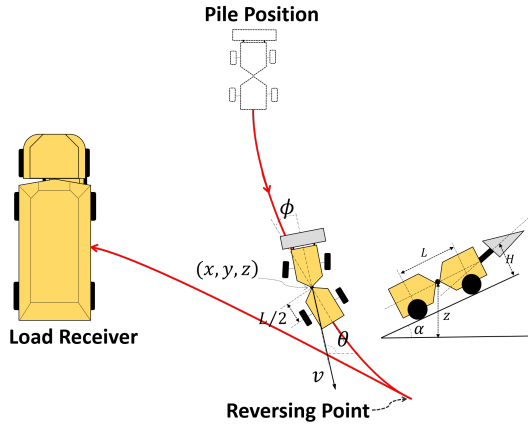 Pile Position
ϕ
(x, y, z)
L
H
L/2
z
Load Receiver
α
θ
v
Reversing Point